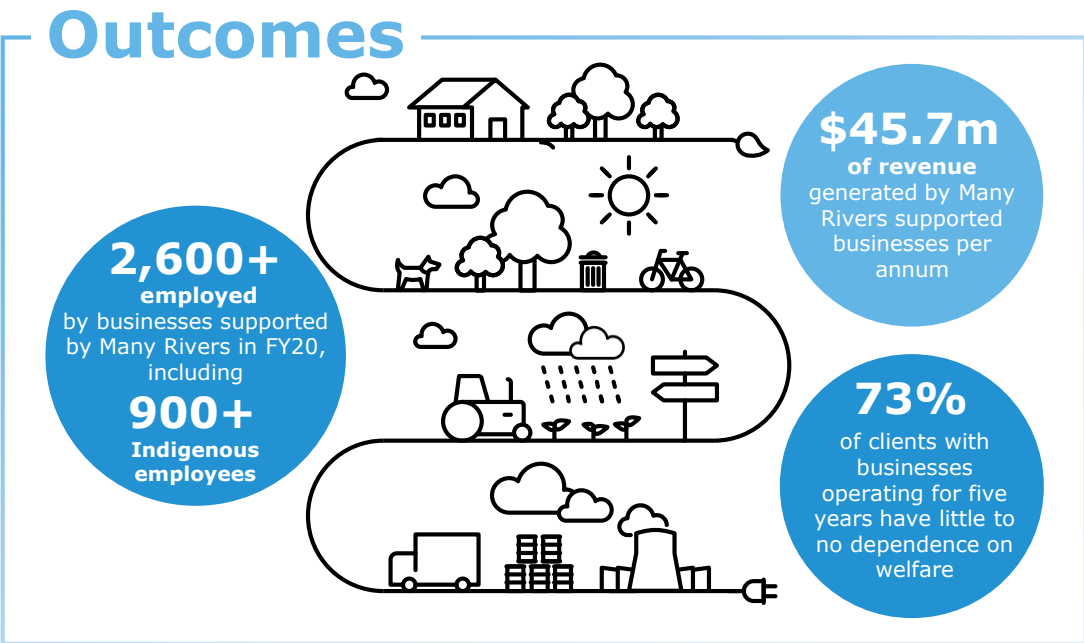 Outcomes
2,600+
employed
by businesses supported
by Many Rivers in FY20,
including
900+
Indigenous
employees
$45.7m
of revenue
generated by Many
Rivers supported
businesses per
annum
73%
of clients with
businesses
operating for five
years have little to
no dependence on
welfare